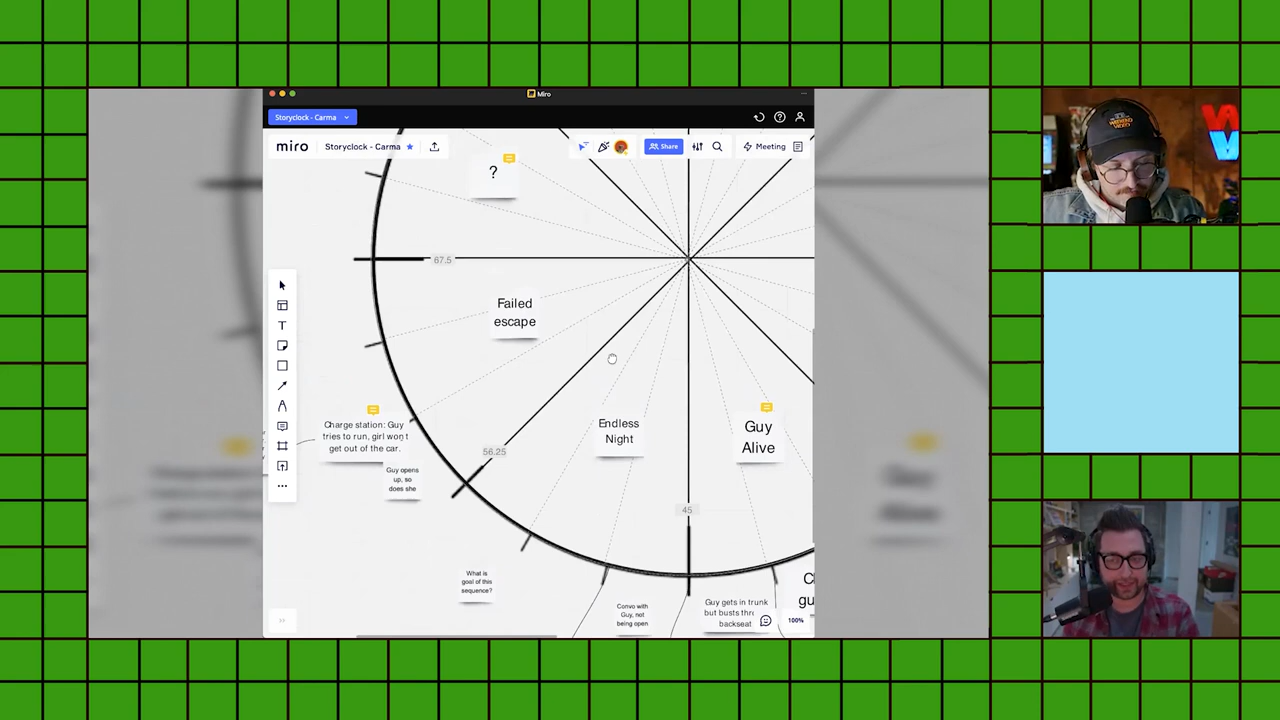 Miro
Storyclock - Carma
miro
Storyclock - Carma
Share
Meeting
?
67.5
Failed
escape
Charge station: Guy
tries to run, girl won't
get out of the car.
Guy opens
up, so
does she
56.25
Endless
Night
Guy
Alive
45
What is
goal of this
sequence?
Convo with
Guy, not
being open
Guy gets in trunk
but busts thr
backseat
100%
WEEKEND